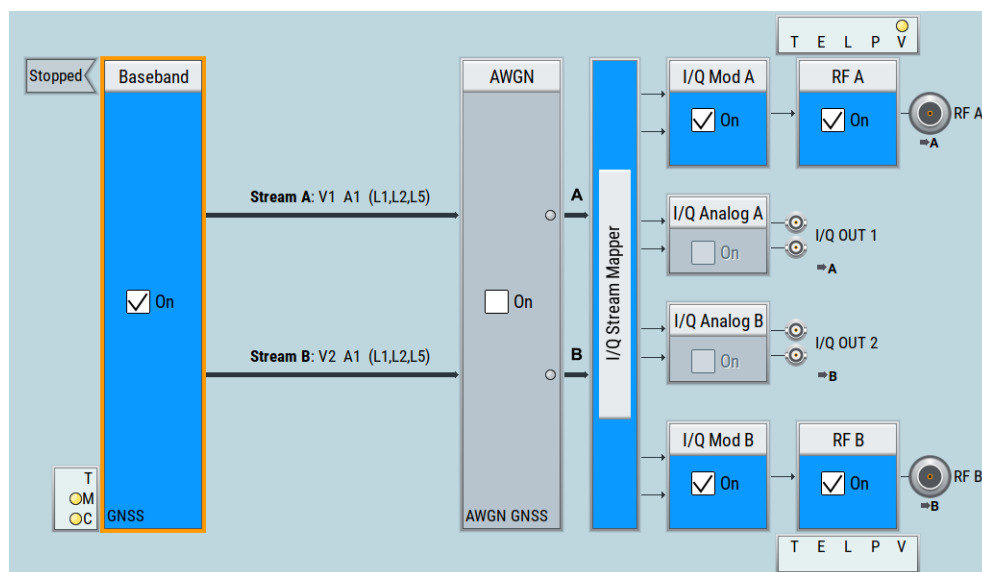 T E L P V
Stopped
Baseband
AWGN
I/Q Mod A
RF A
On
On
RF A
➡A
Stream A: V1 A1 (L1,L2,L5)
A
I/Q Analog A
On
I/Q OUT 1
➡A
On
On
I/Q Stream Mapper
I/Q Analog B
On
I/Q OUT 2
➡B
Stream B: V2 A1 (L1,L2,L5)
B
I/Q Mod B
RF B
On
On
RF B
➡B
T
M
C
GNSS
AWGN GNSS
T E L P V